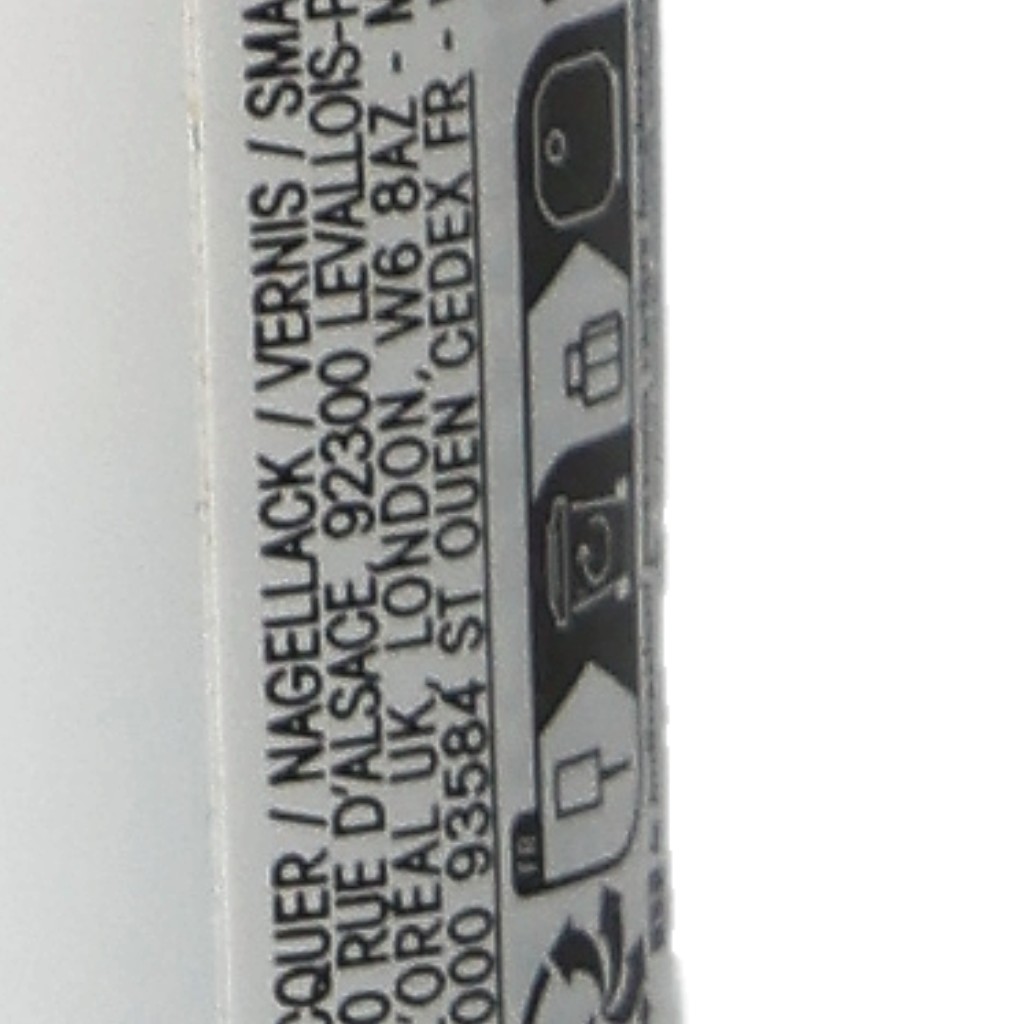 CQUER / NAGELLACK / VERNIS / SMA
0 RUE D'ALSACE, 92300 LEVALLOIS-P
L'OREAL UK, LONDON, W6 8AZ - N
000 93584 ST OUEN CEDEX FR -
FR